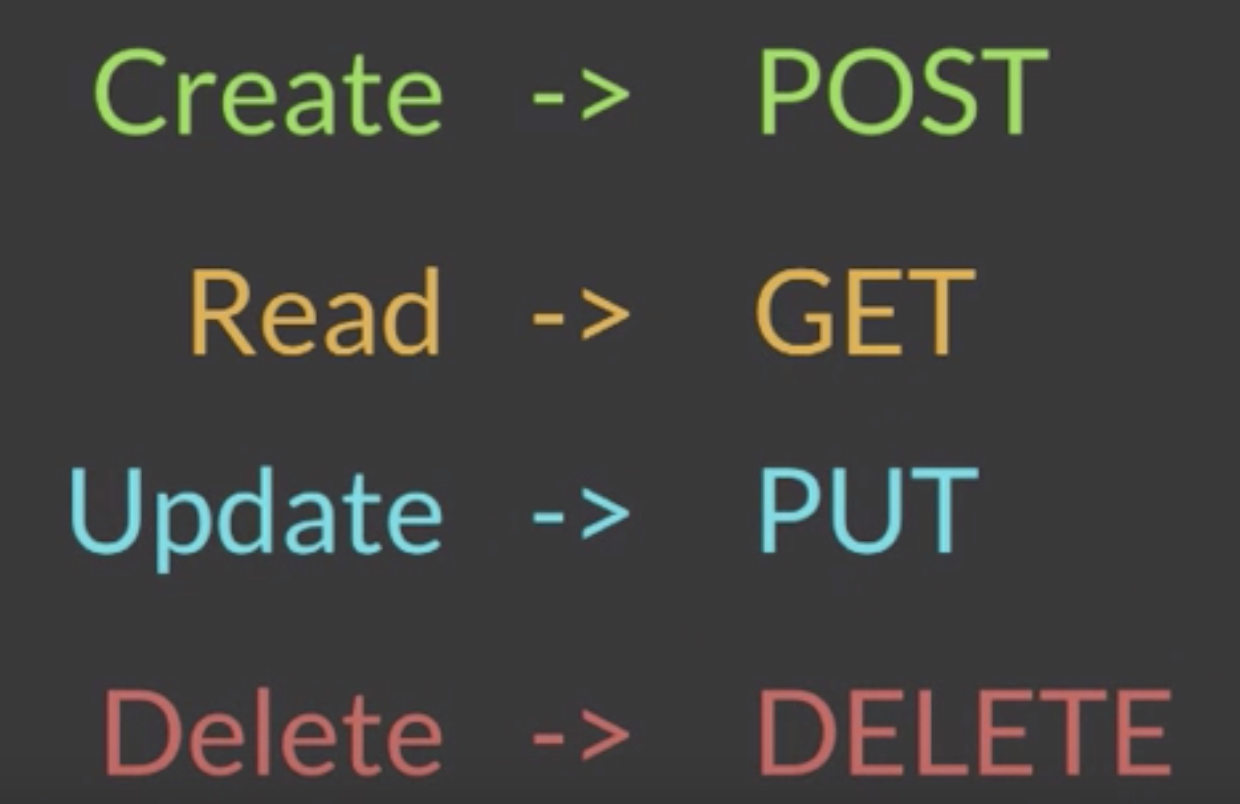 Create -> POST
Read -> GET
Update -> PUT
Delete -> DELETE